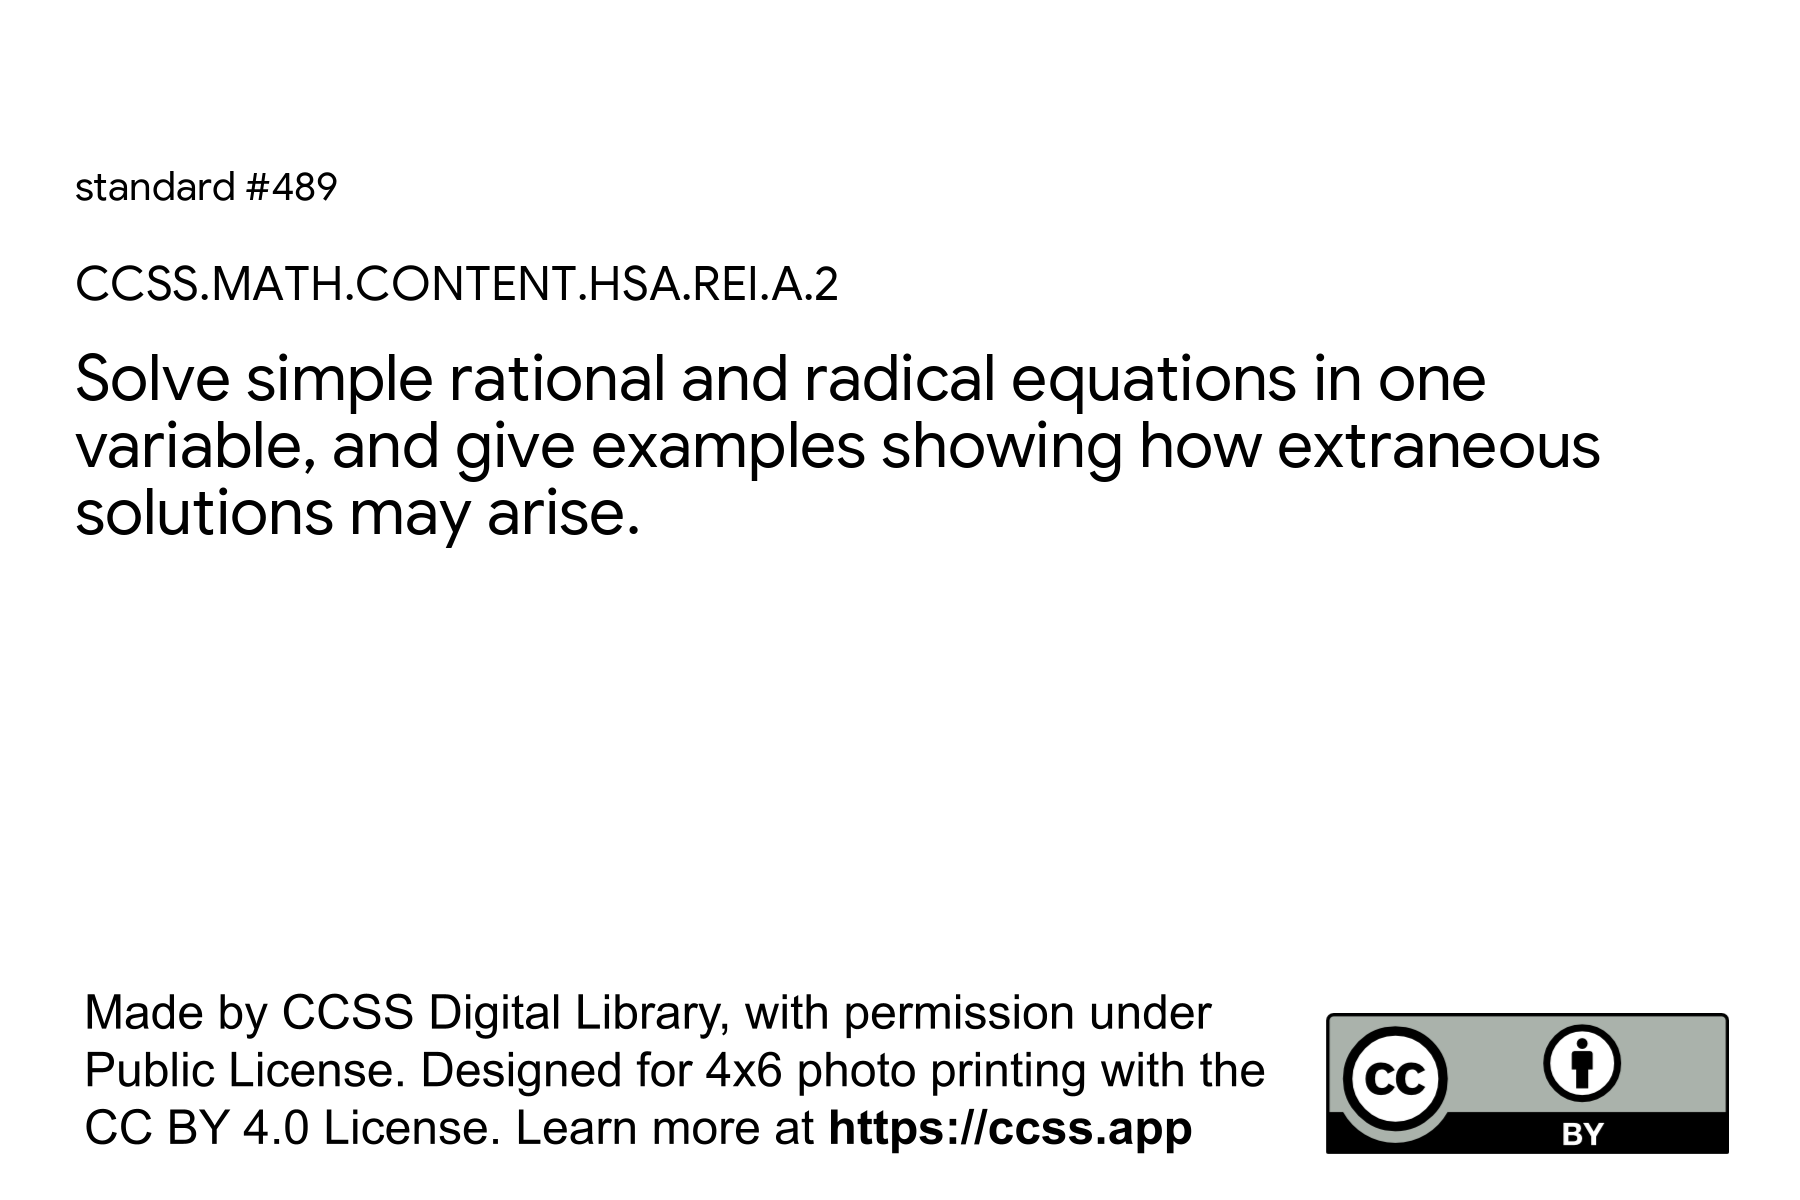 standard #489
CCSS.MATH.CONTENT.HSA.REI.A.2
Solve simple rational and radical equations in one
variable, and give examples showing how extraneous
solutions may arise.
Made by CCSS Digital Library, with permission under
Public License. Designed for 4x6 photo printing with the
CC BY 4.0 License. Learn more at https://ccss.app
CC
BY